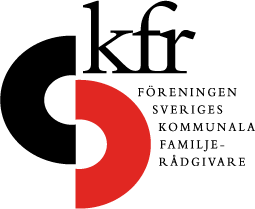 kfr
FÖRENINGEN
SVERIGES
KOMMUNALA
FAMILJE-
RÅDGIVARE